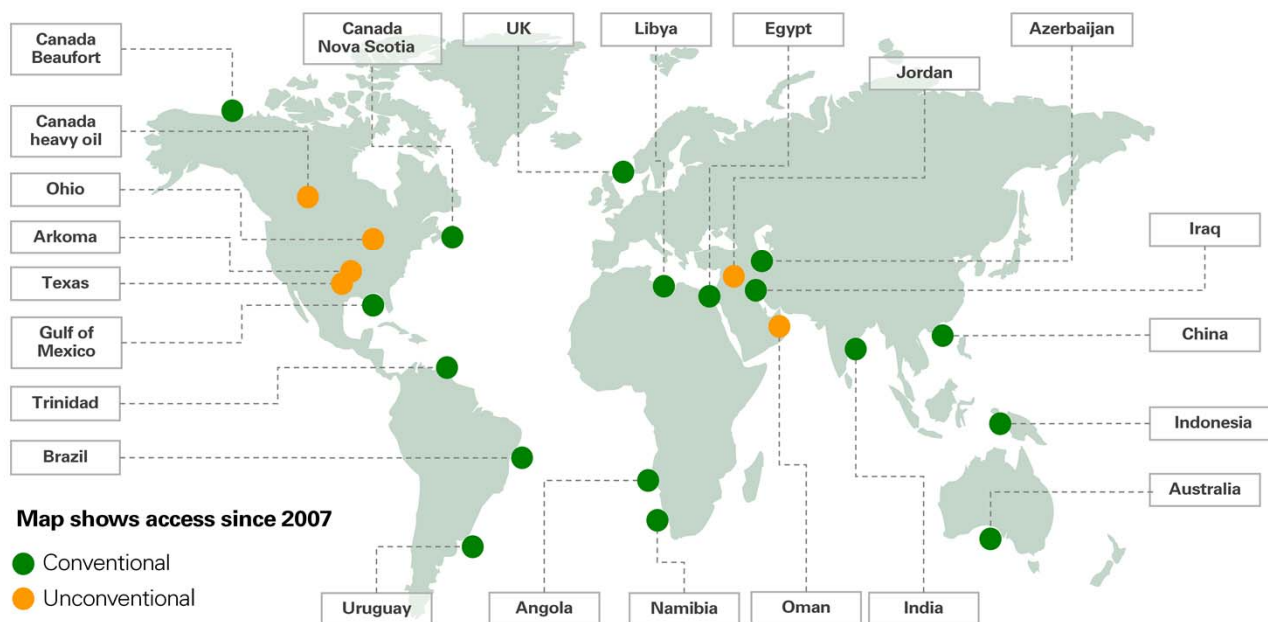 Canada
Beaufort
Canada
Nova Scotia
UK
Libya
Egypt
Azerbaijan
Jordan
Canada
heavy oil
Ohio
Arkoma
Texas
Gulf of
Mexico
Trinidad
Brazil
Iraq
China
Indonesia
Australia
Map shows access since 2007
Conventional
Unconventional
Uruguay
Angola
Namibia
Oman
India